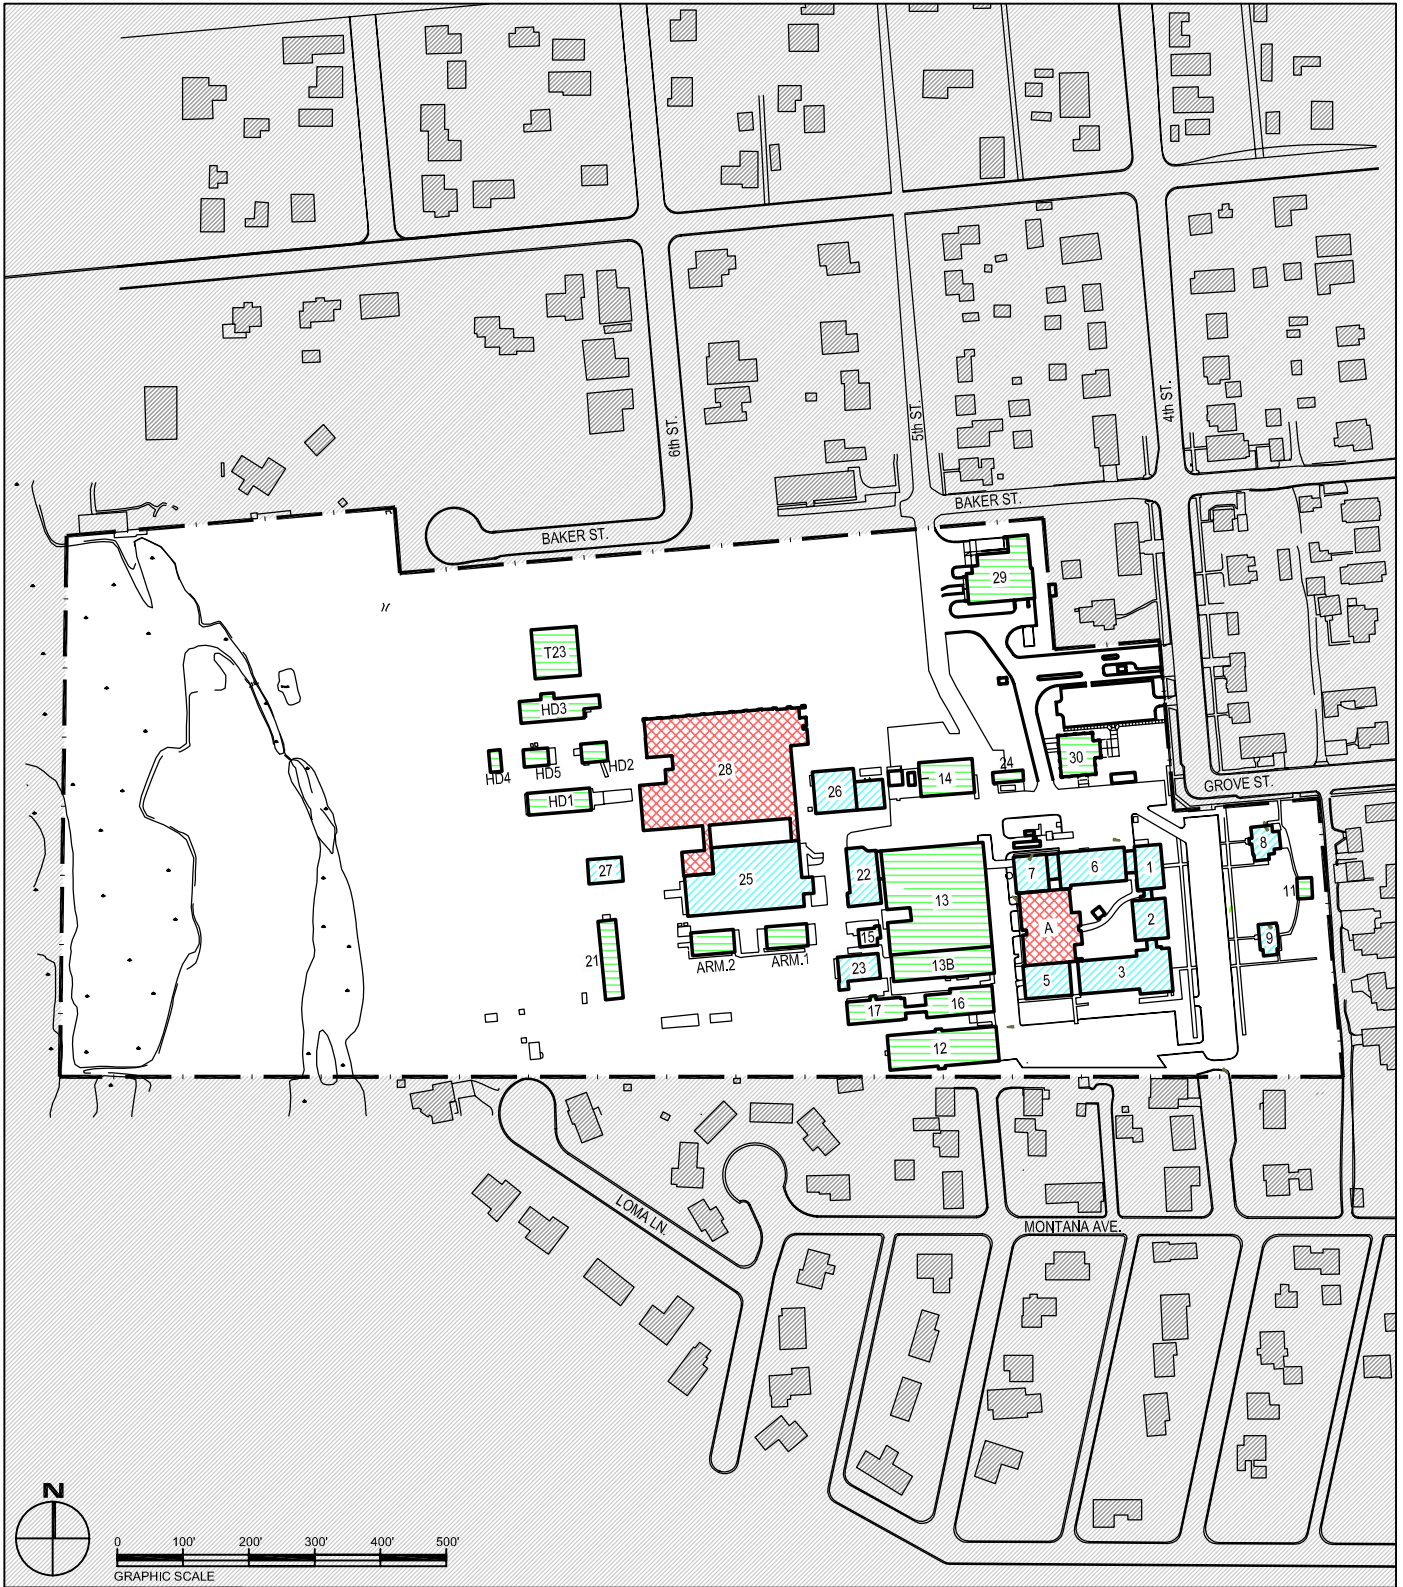 4th ST.
5th ST.
6th ST.
BAKER ST.
BAKER ST.
29
T23
HD3
HD4
HD5
HD2
28
24
30
14
26
GROVE ST.
HD1
27
25
22
13
7
6
1
8
11
2
A
9
15
21
ARM.2
ARM.1
23
13B
5
3
17
16
12
LOMA LN.
MONTANA AVE.
N
0 100' 200' 300' 400' 500'
GRAPHIC SCALE